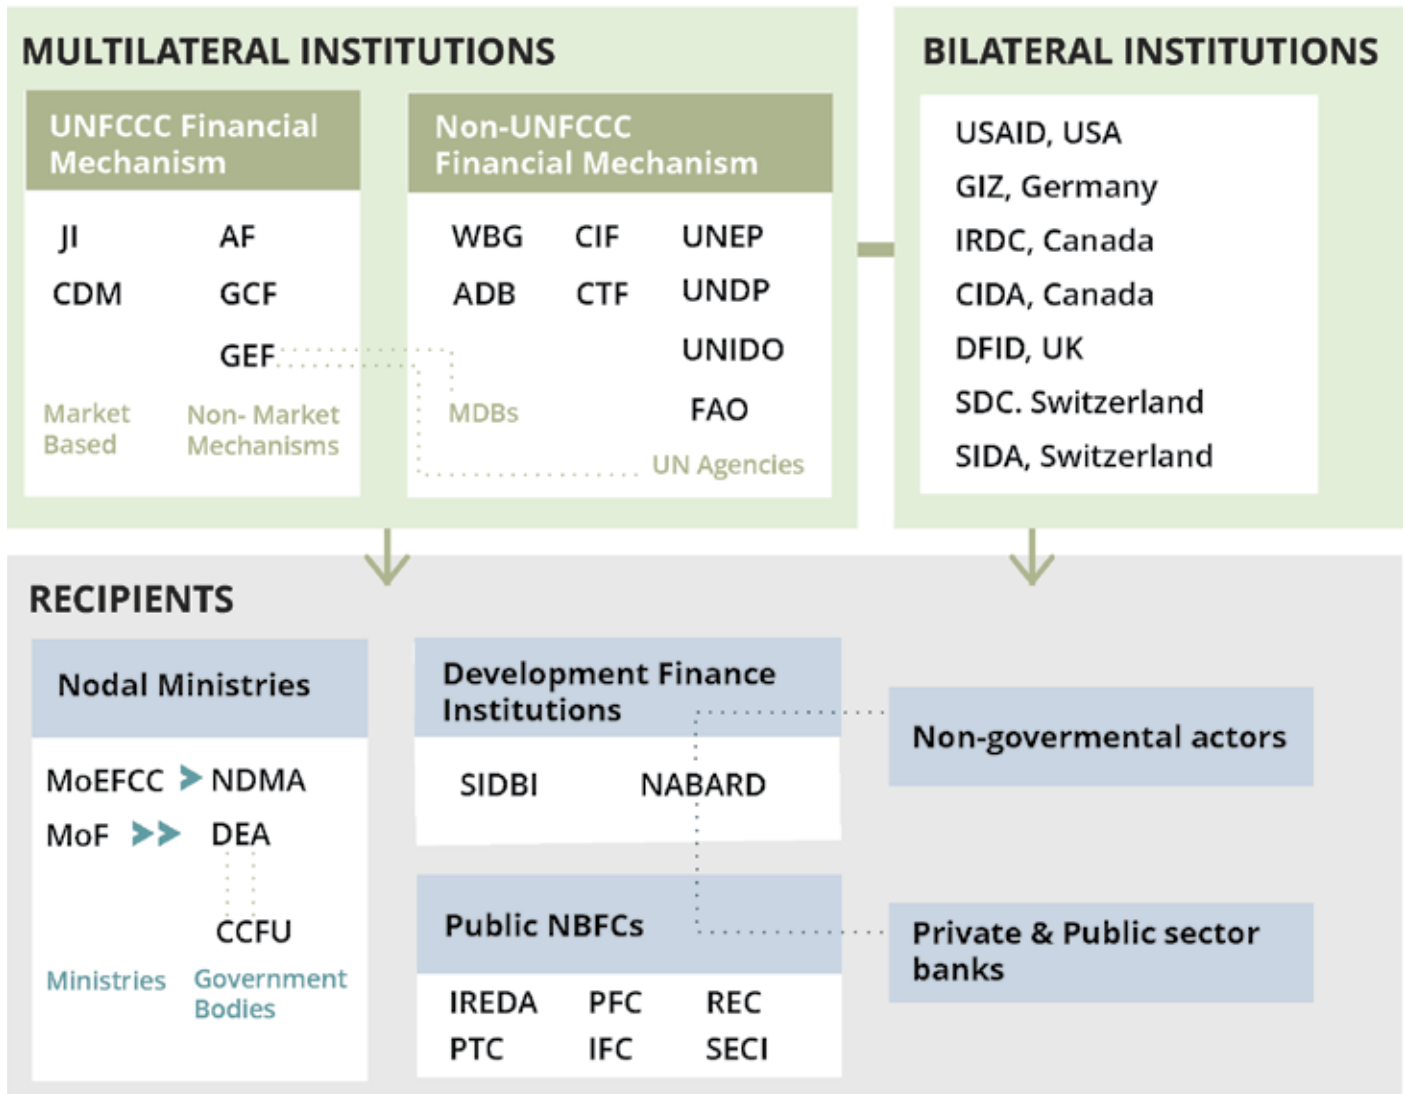 MULTILATERAL INSTITUTIONS
UNFCCC Financial
Mechanism
JI AF
CDM GCF
GEF
Market
Based
Non- Market
Mechanisms
Non-UNFCCC
Financial Mechanism
WBG CIF UNEP
ADB CTF UNDP
UNIDO
MDBs FAO
UN Agencies
BILATERAL INSTITUTIONS
USAID, USA
GIZ, Germany
IRDC, Canada
CIDA, Canada
DFID, UK
SDC. Switzerland
SIDA, Switzerland
RECIPIENTS
Nodal Ministries
MoEFCC > NDMA
MoF >> DEA
CCFU
Ministries
Government
Bodies
Development Finance
Institutions
SIDBI NABARD
Public NBFCs
IREDA PFC REC
PTC IFC SECI
Non-govermental actors
Private & Public sector
banks